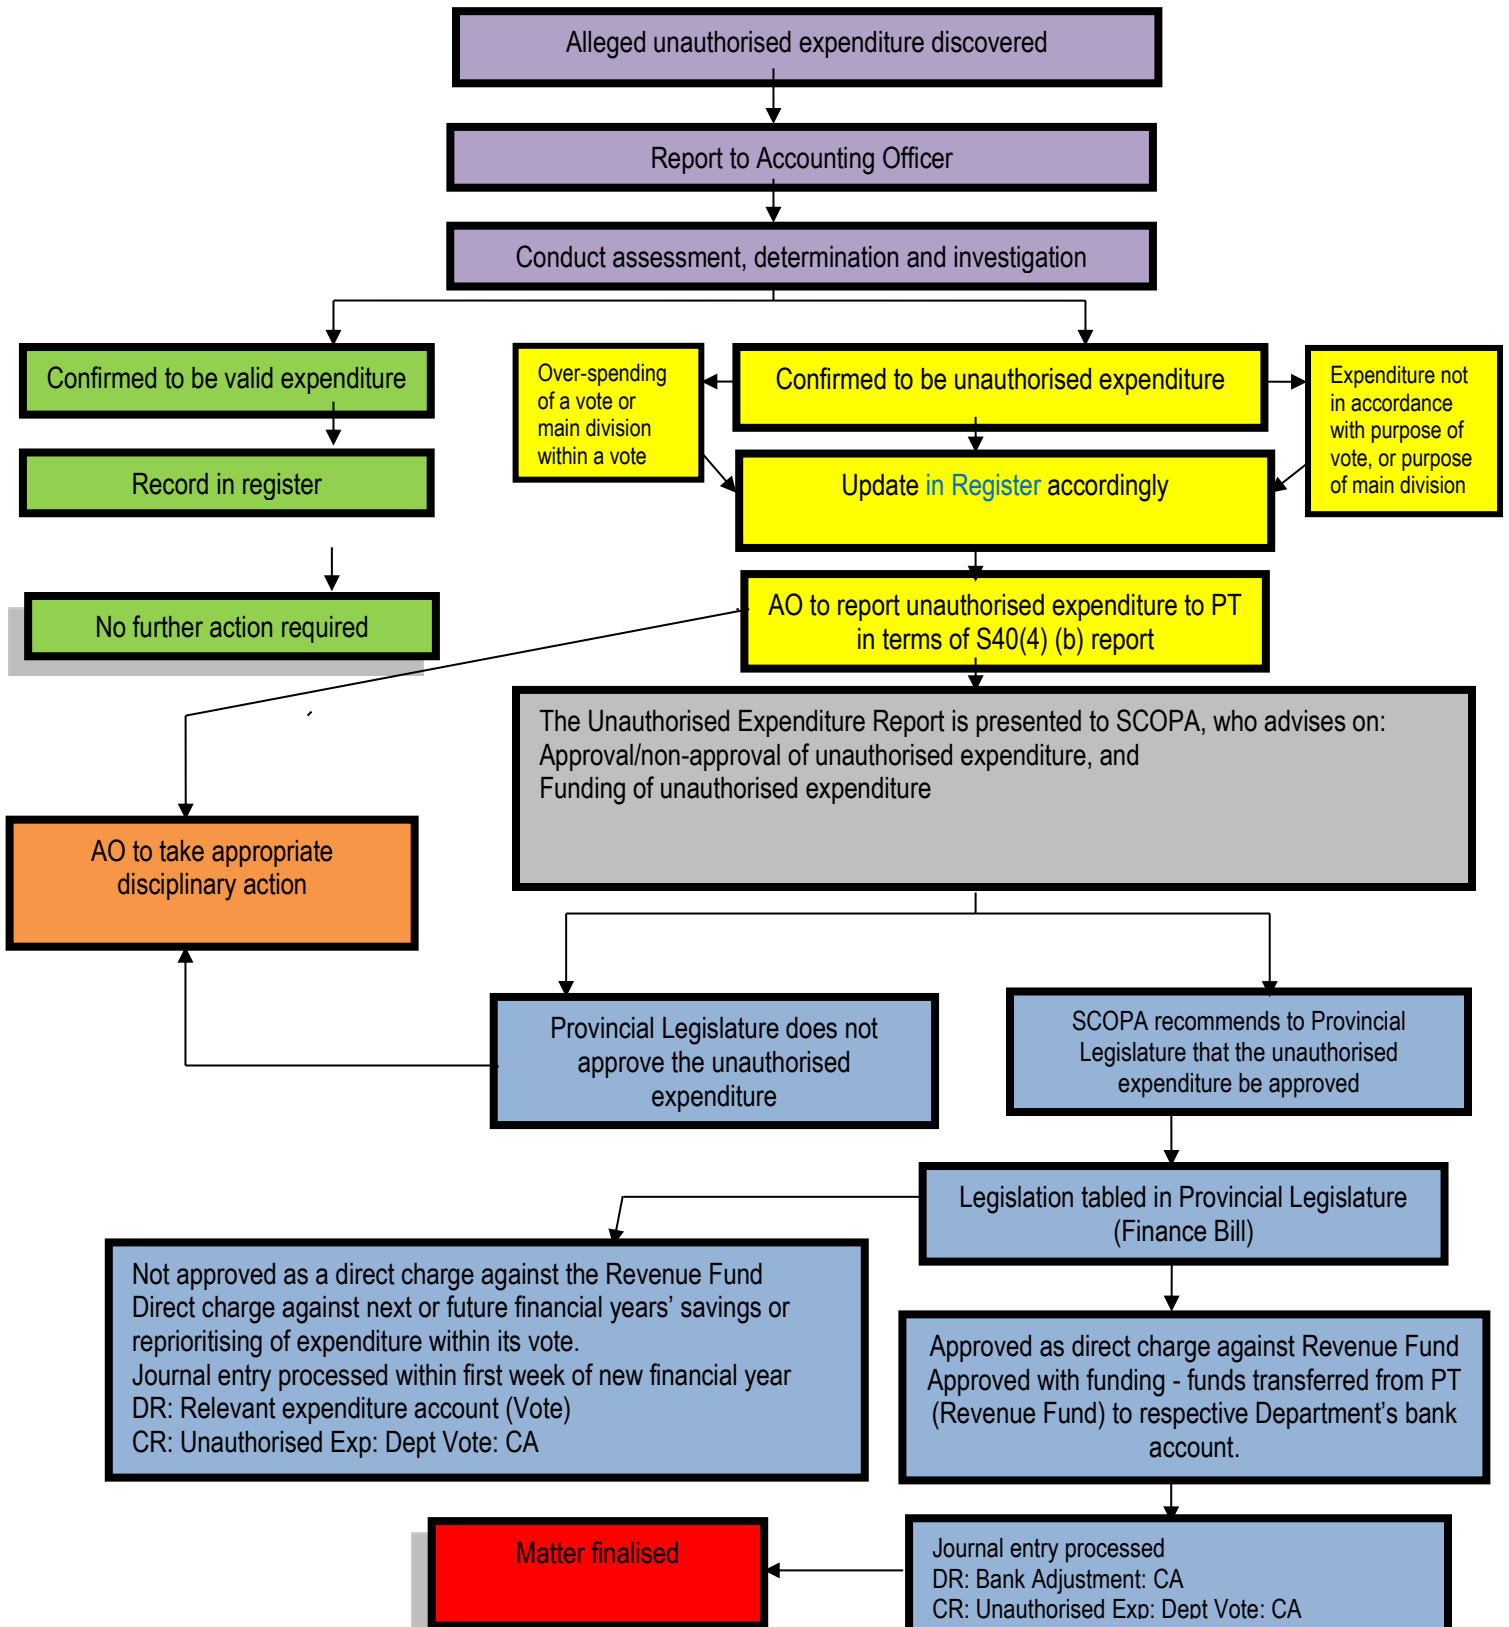 Alleged unauthorised expenditure discovered
Report to Accounting Officer
Conduct assessment, determination and investigation
Confirmed to be valid expenditure
Record in register
No further action required
Over-spending
of a vote or
main division
within a vote
Confirmed to be unauthorised expenditure
Expenditure not
in accordance
with purpose of
vote, or purpose
of main division
Update in Register accordingly
AO to report unauthorised expenditure to PT
in terms of S40(4) (b) report
The Unauthorised Expenditure Report is presented to SCOPA, who advises on:
Approval/non-approval of unauthorised expenditure, and
Funding of unauthorised expenditure
AO to take appropriate
disciplinary action
Provincial Legislature does not
approve the unauthorised
expenditure
SCOPA recommends to Provincial
Legislature that the unauthorised
expenditure be approved
Legislation tabled in Provincial Legislature
(Finance Bill)
Not approved as a direct charge against the Revenue Fund
Direct charge against next or future financial years’ savings or
reprioritising of expenditure within its vote.
Journal entry processed within first week of new financial year
DR: Relevant expenditure account (Vote)
CR: Unauthorised Exp: Dept Vote: CA
Approved as direct charge against Revenue Fund
Approved with funding - funds transferred from PT
(Revenue Fund) to respective Department’s bank
account.
Matter finalised
Journal entry processed
DR: Bank Adjustment: CA
CR: Unauthorised Exp: Dept Vote: CA